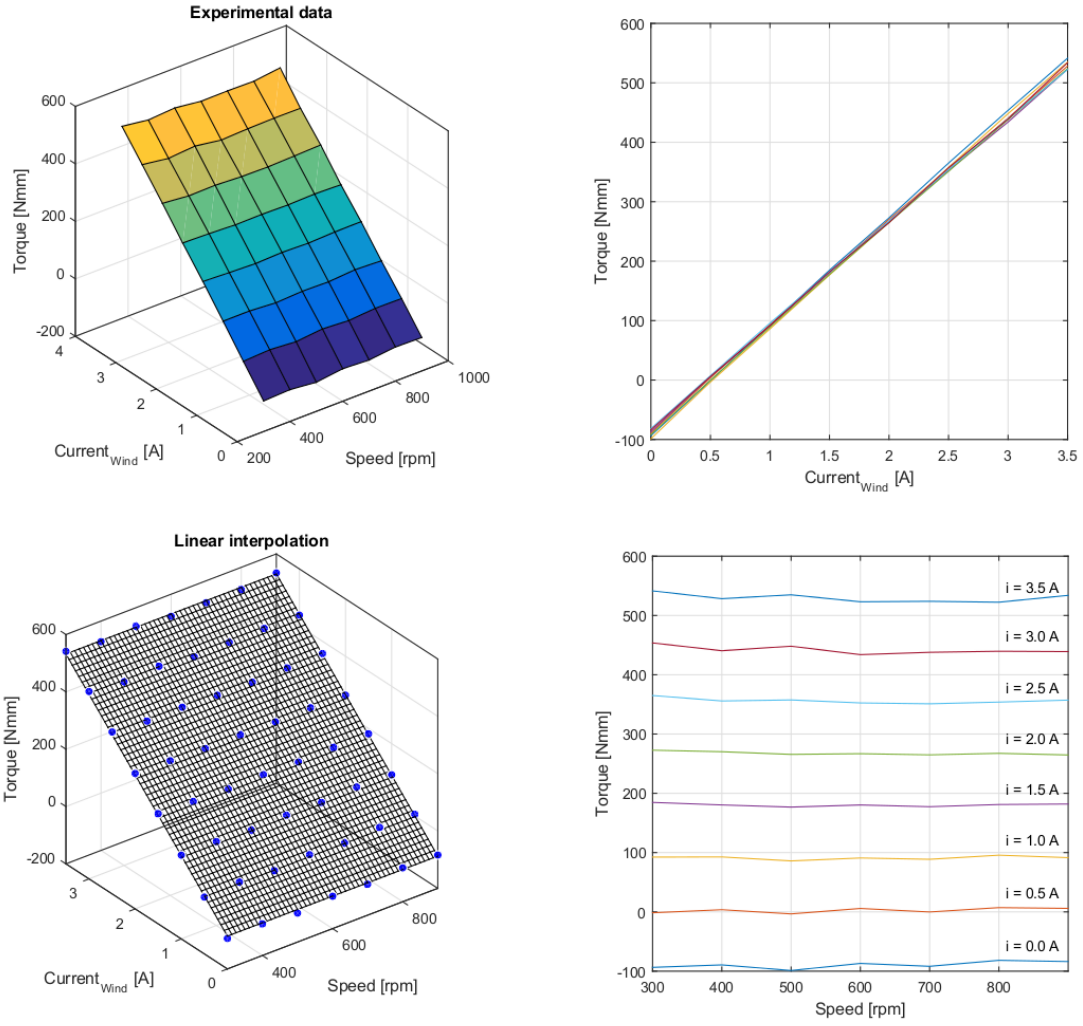 Experimental data
600
400
200
0
-200
Torque [Nmm]
4
3
2
1
0
Current_Wind [A]
200
400
600
800
1000
Speed [rpm]
600
500
400
300
200
100
0
-100
Torque [Nmm]
0
0.5
1
1.5
2
2.5
3
3.5
Current_Wind [A]
Linear interpolation
600
400
200
0
-200
Torque [Nmm]
3
2
1
0
Current_Wind [A]
400
600
800
Speed [rpm]
600
500
400
300
200
100
0
-100
Torque [Nmm]
i = 3.5 A
i = 3.0 A
i = 2.5 A
i = 2.0 A
i = 1.5 A
i = 1.0 A
i = 0.5 A
i = 0.0 A
300
400
500
600
700
800
Speed [rpm]